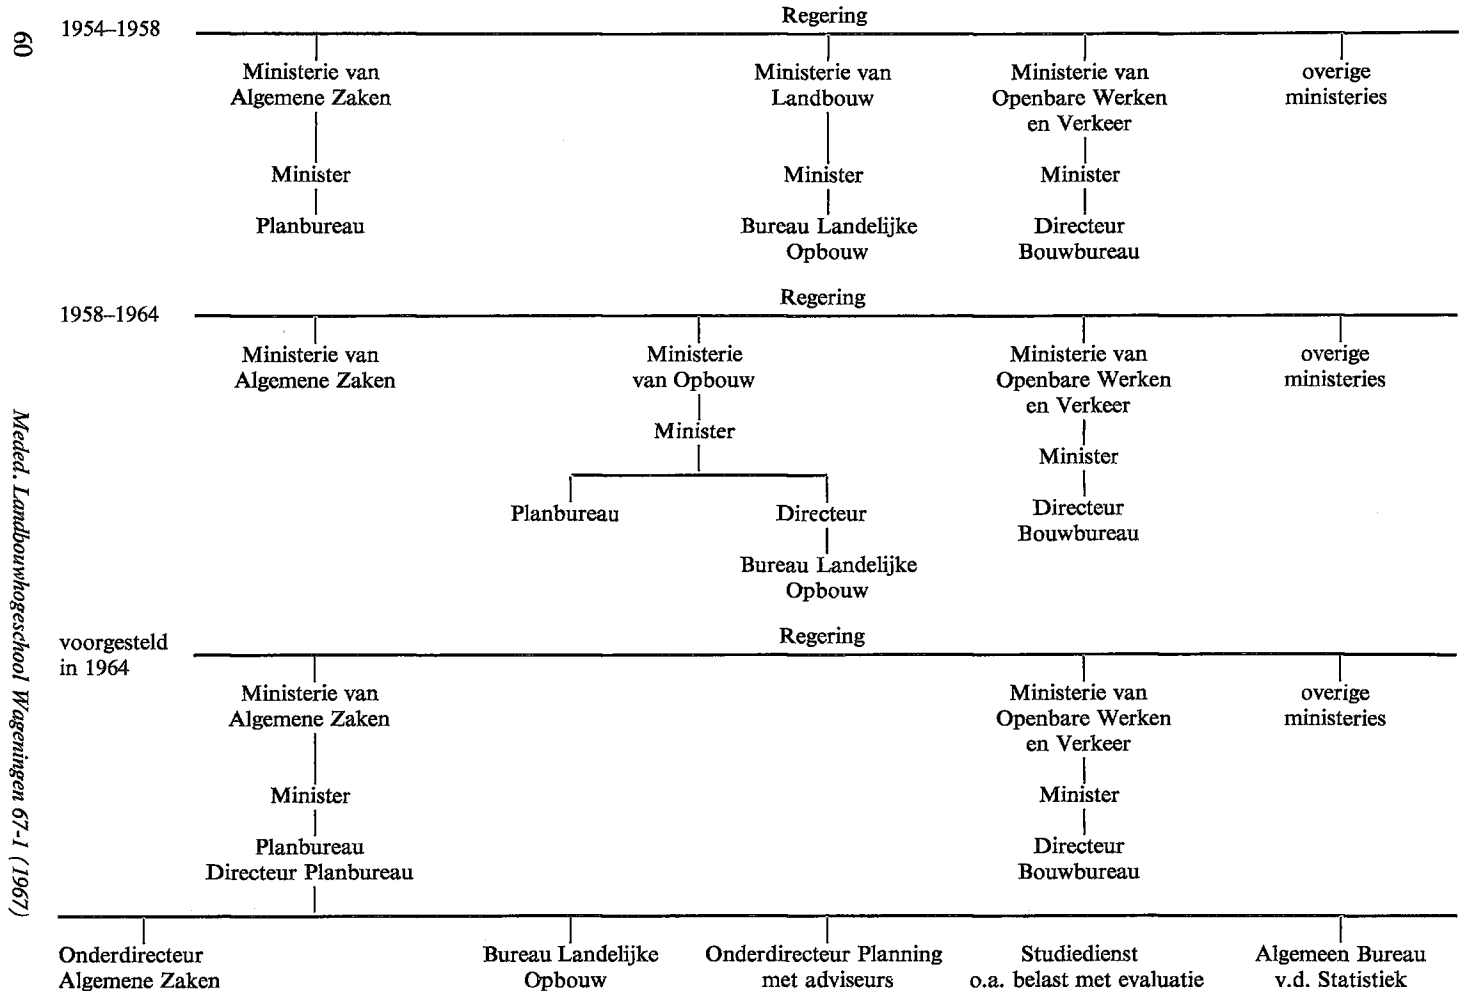 60
Meded. Landbouwhogeschool Wageningen 67-1 (1967)
1954–1958
Regering
Ministerie van
Algemene Zaken
Minister
Planbureau
Ministerie van
Landbouw
Minister
Bureau Landelijke
Opbouw
Ministerie van
Openbare Werken
en Verkeer
Minister
Directeur
Bouwbureau
overige
ministeries
1958–1964
Regering
Ministerie van
Algemene Zaken
Ministerie
van Opbouw
Minister
Planbureau
Directeur
Bureau Landelijke
Opbouw
Ministerie van
Openbare Werken
en Verkeer
Minister
Directeur
Bouwbureau
overige
ministeries
voorgesteld
in 1964
Regering
Ministerie van
Algemene Zaken
Minister
Planbureau
Directeur Planbureau
Ministerie van
Openbare Werken
en Verkeer
Minister
Directeur
Bouwbureau
overige
ministeries
Onderdirecteur
Algemene Zaken
Bureau Landelijke
Opbouw
Onderdirecteur Planning
met adviseurs
Studiedienst
o.a. belast met evaluatie
Algemeen Bureau
v.d. Statistiek